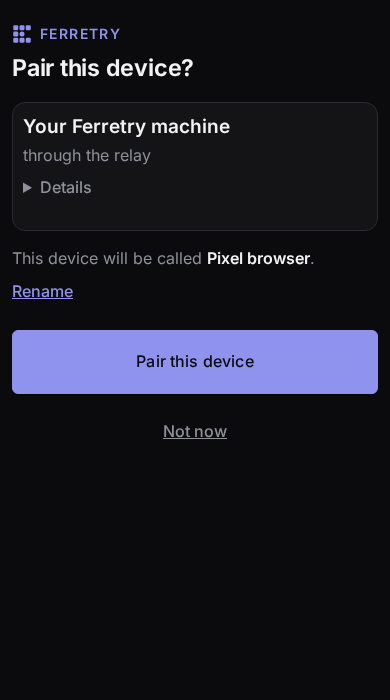 FERRETRY
Pair this device?
Your Ferretry machine
through the relay
Details
This device will be called Pixel browser.
Rename
Pair this device
Not now